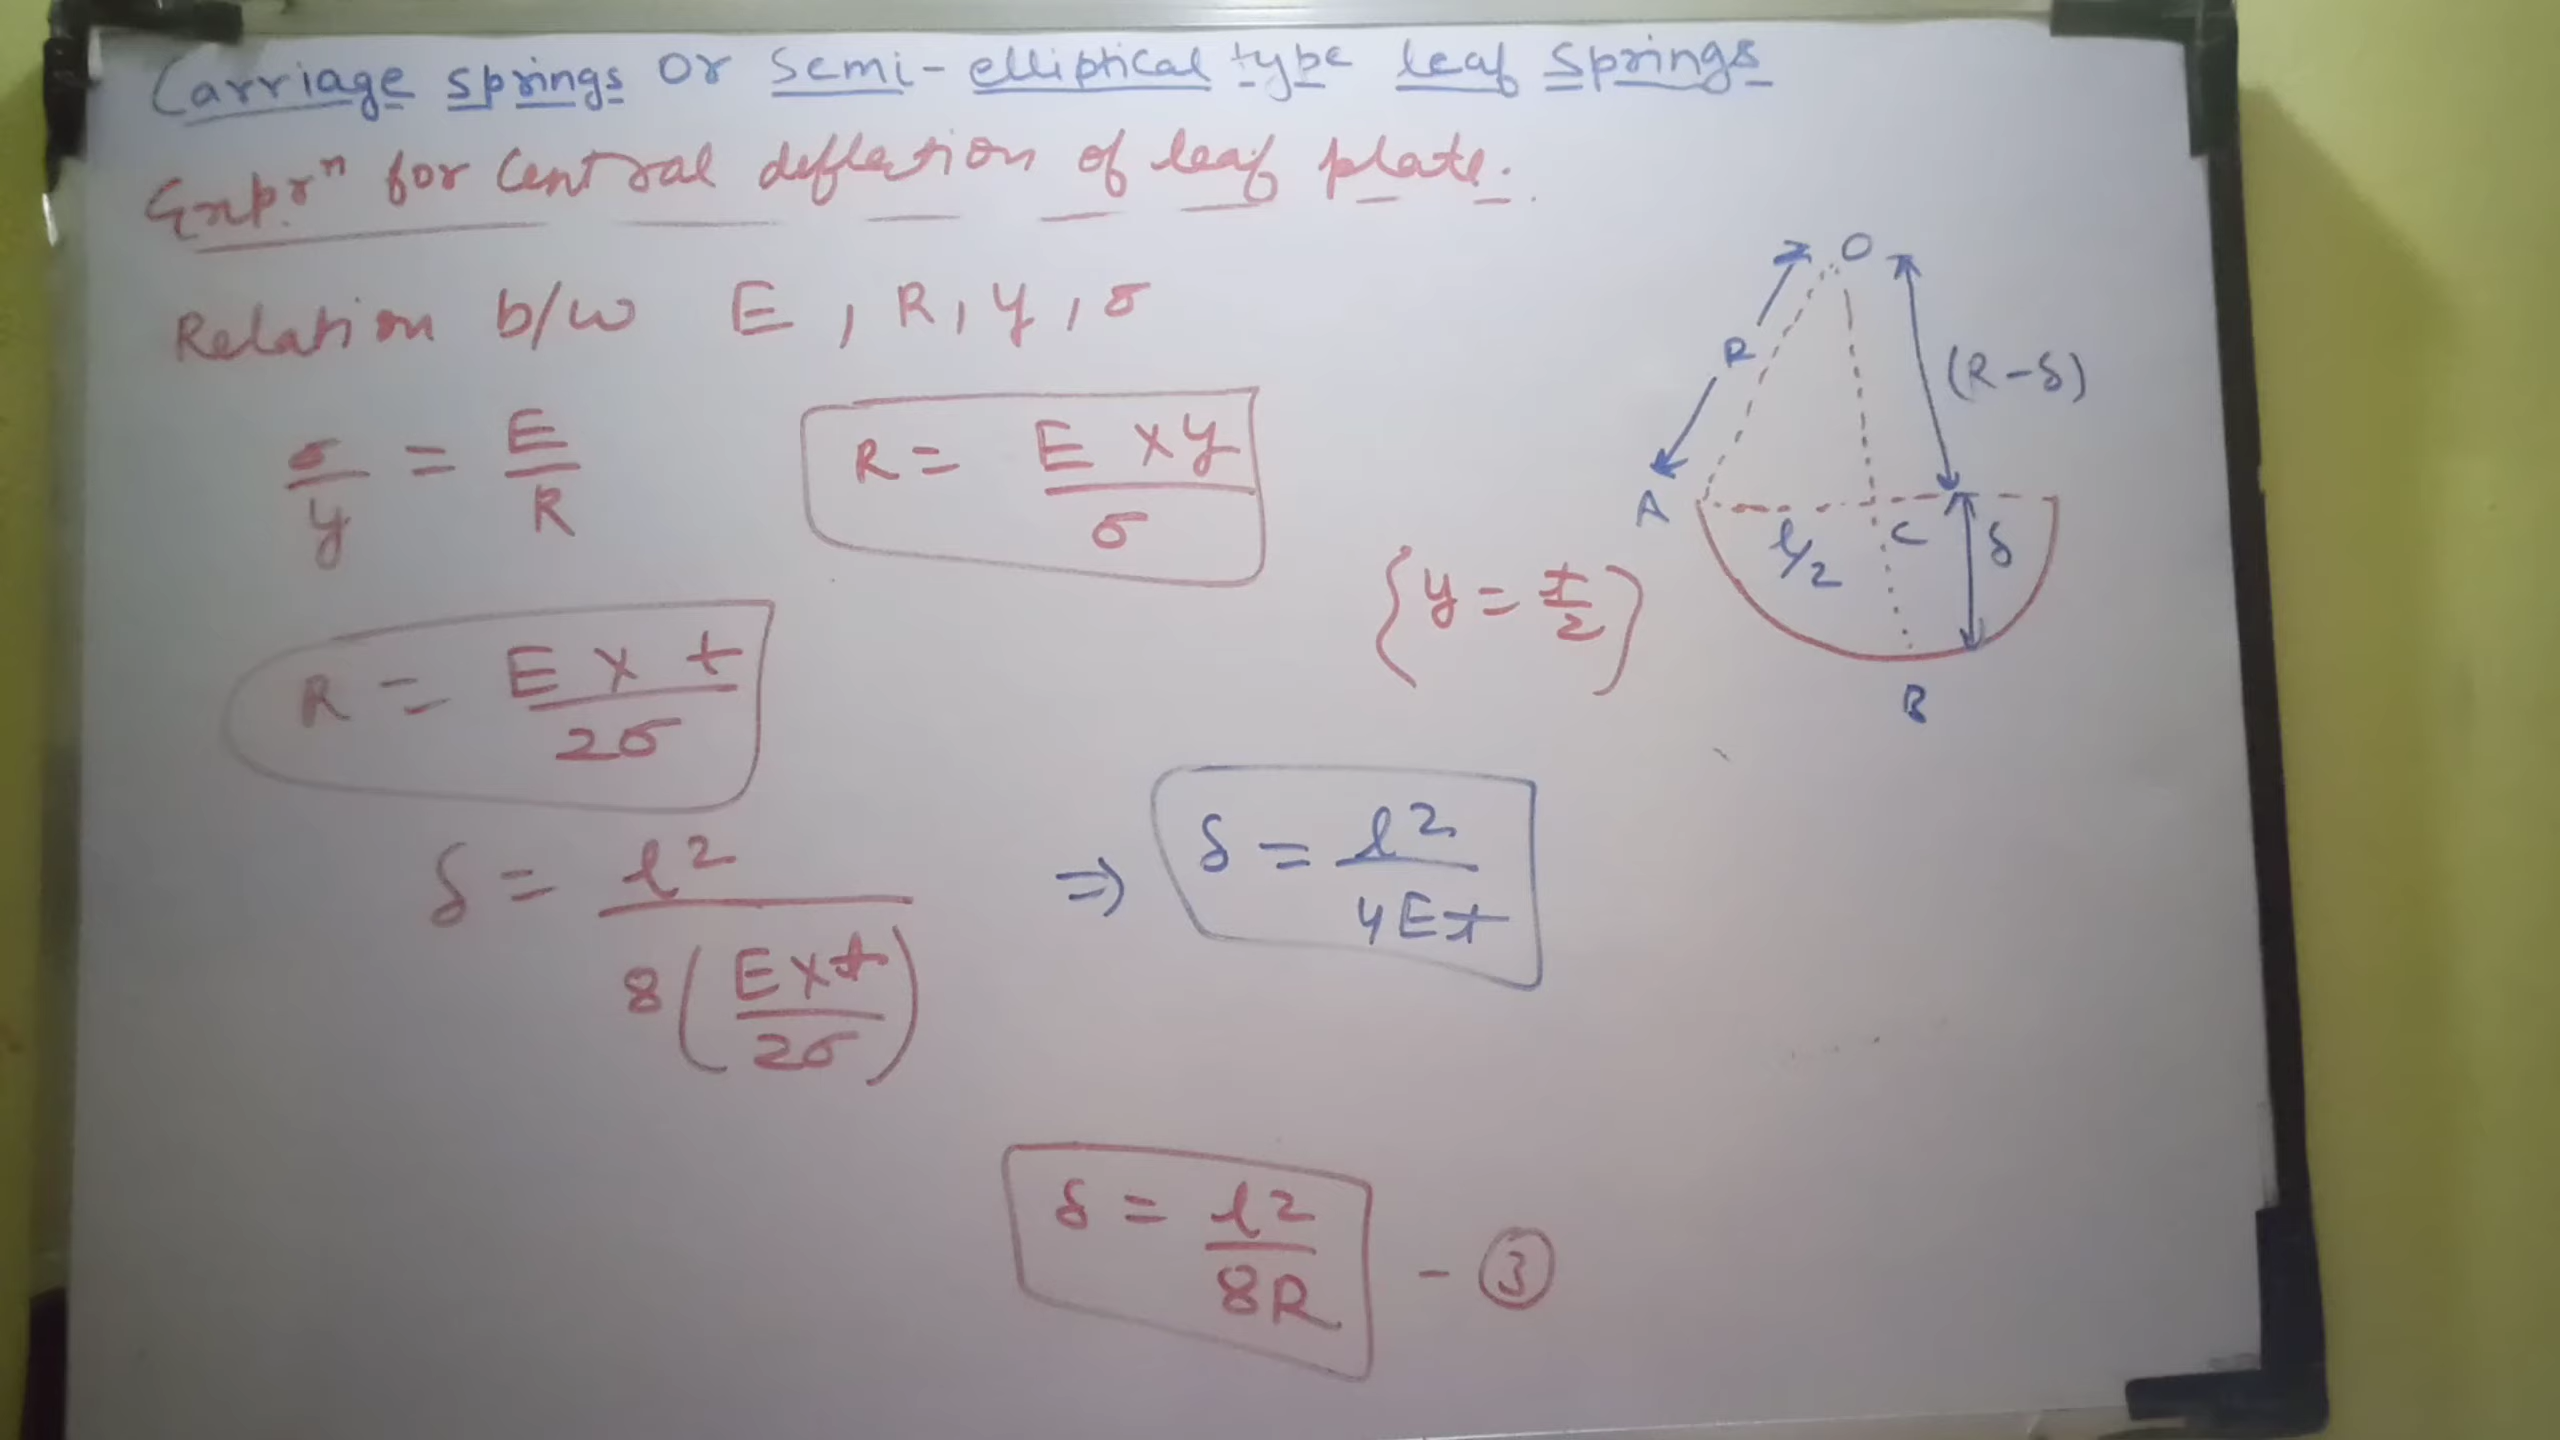 Carriage springs or semi-elliptical type leaf springs
Expr^n for central deflection of leaf plate.
Relation b/w E, R, y, σ
σ/y = E/R
R = E × y / σ
{y = t/2}
R = E × t / 2σ
δ = l² / 8(E×t / 2σ) ⇒ δ = l² / 4Et
δ = l² / 8R - ③
O
R
(R-δ)
A
l/2
C
δ
B